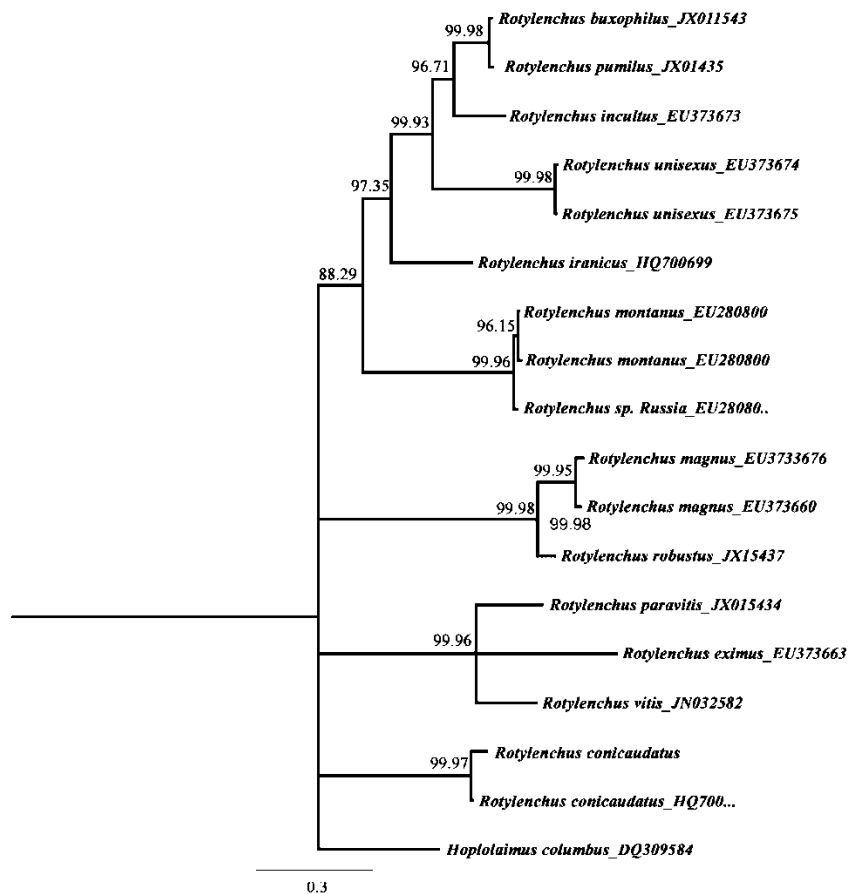 99.98
Rotylenchus buxophilus_JX011543
96.71
Rotylenchus pumilus_JX01435
99.93
Rotylenchus incultus_EU373673
97.35
99.98
Rotylenchus unisexus_EU373674
Rotylenchus unisexus_EU373675
88.29
Rotylenchus iranicus_HQ700699
96.15
Rotylenchus montanus_EU280800
99.96
Rotylenchus montanus_EU280800
Rotylenchus sp. Russia_EU28080..
99.95
Rotylenchus magnus_EU3733676
99.98
Rotylenchus magnus_EU373660
99.98
Rotylenchus robustus_JX15437
Rotylenchus paravitis_JX015434
99.96
Rotylenchus eximus_EU373663
Rotylenchus vitis_JN032582
99.97
Rotylenchus conicaudatus
Rotylenchus conicaudatus_HQ700...
Hoplolaimus columbus_DQ309584
0.3